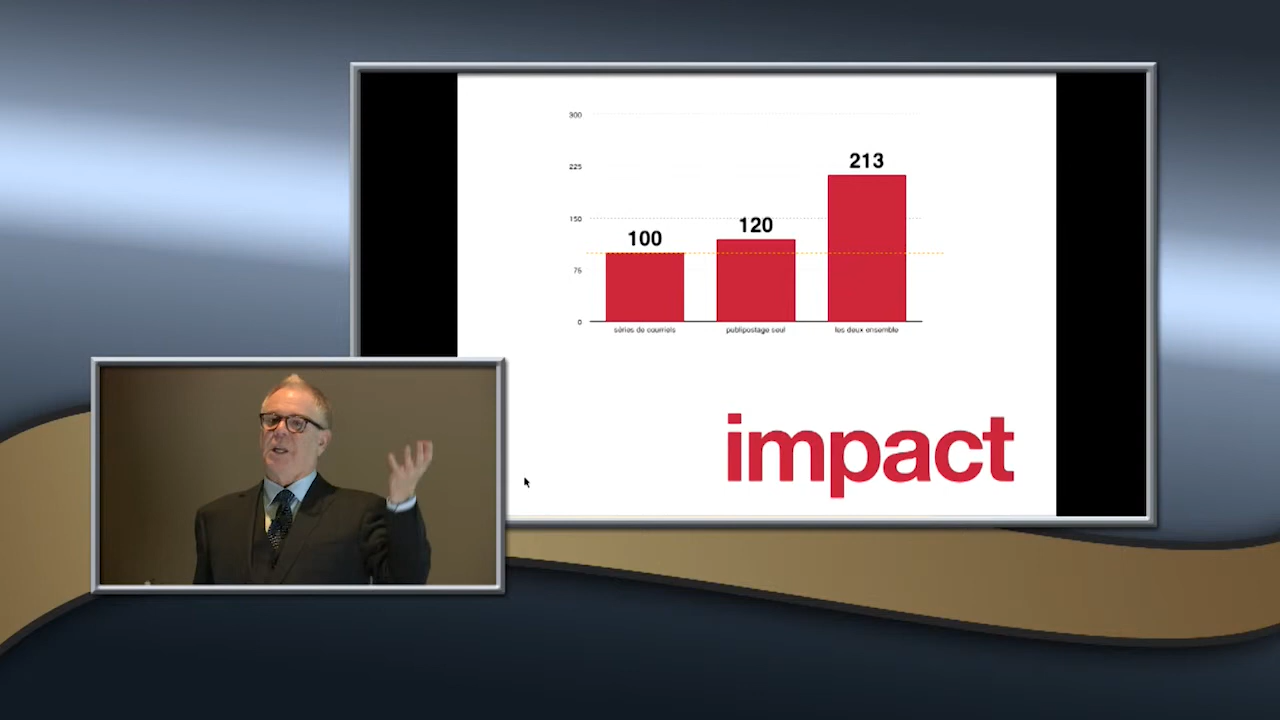 300
225
150
75
0
100
120
213
séries de courriels
publipostage seul
les deux ensemble
impact